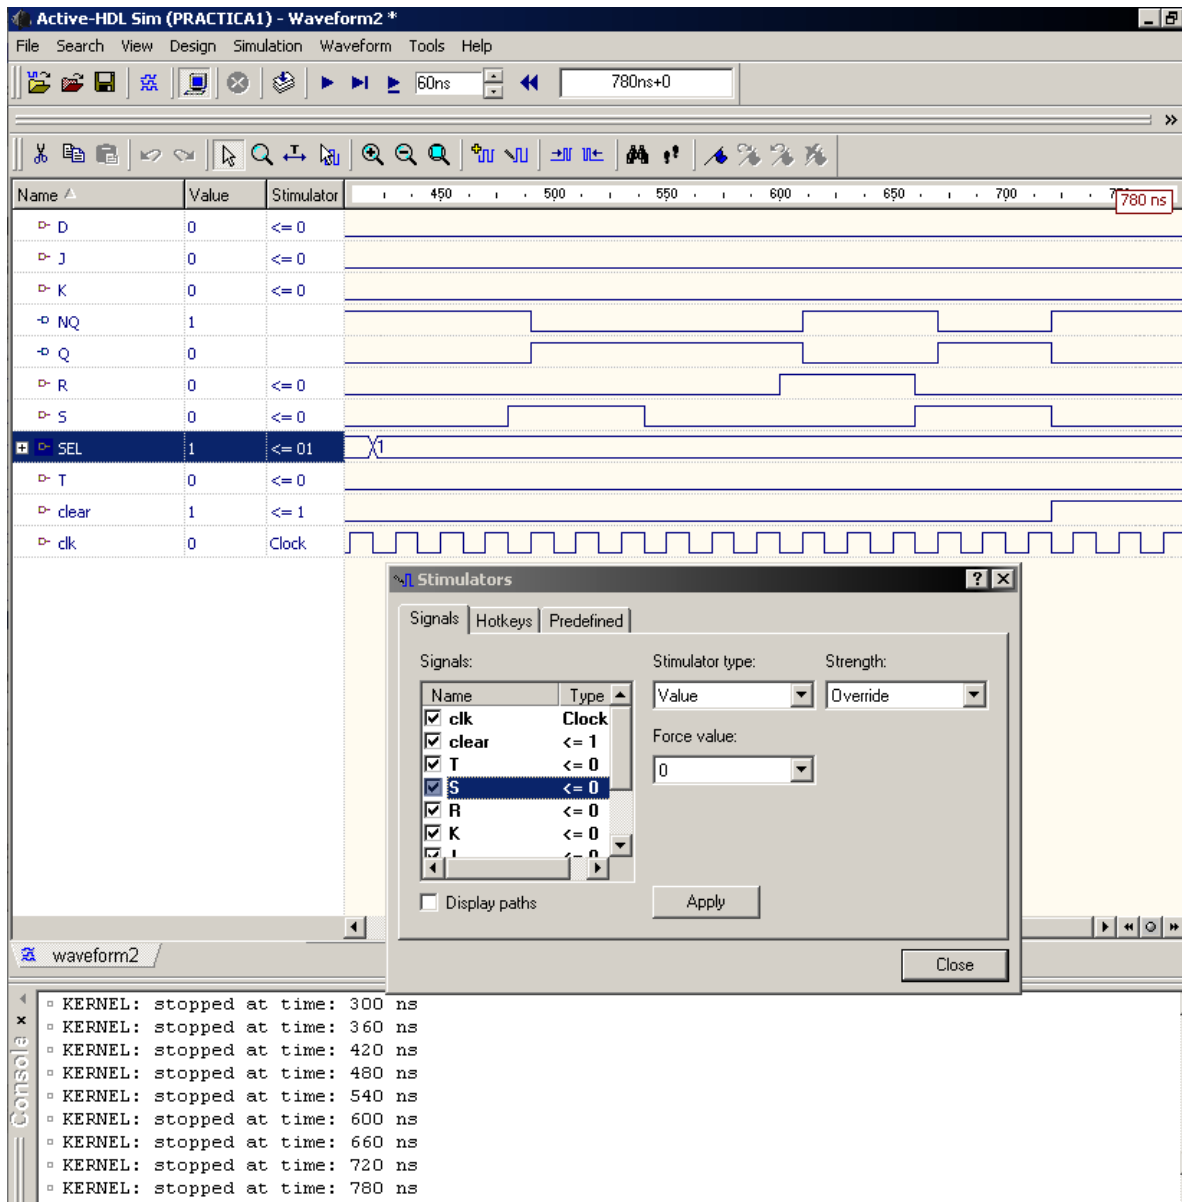 Active-HDL Sim (PRACTICA1) - Waveform2 *
File Search View Design Simulation Waveform Tools Help
60ns 780ns+0
Name Value Stimulator 450 500 550 600 650 700
780 ns
D 0 <= 0
J 0 <= 0
K 0 <= 0
NQ 1
Q 0
R 0 <= 0
S 0 <= 0
SEL 1 <= 01 1
T 0 <= 0
clear 1 <= 1
clk 0 Clock
Stimulators
Signals Hotkeys Predefined
Signals: Stimulator type: Strength:
Name Type Value Override
clk Clock
clear <= 1 Force value:
T <= 0 0
S <= 0
R <= 0
K <= 0
Display paths Apply
waveform2
Close
Console
KERNEL: stopped at time: 300 ns
KERNEL: stopped at time: 360 ns
KERNEL: stopped at time: 420 ns
KERNEL: stopped at time: 480 ns
KERNEL: stopped at time: 540 ns
KERNEL: stopped at time: 600 ns
KERNEL: stopped at time: 660 ns
KERNEL: stopped at time: 720 ns
KERNEL: stopped at time: 780 ns